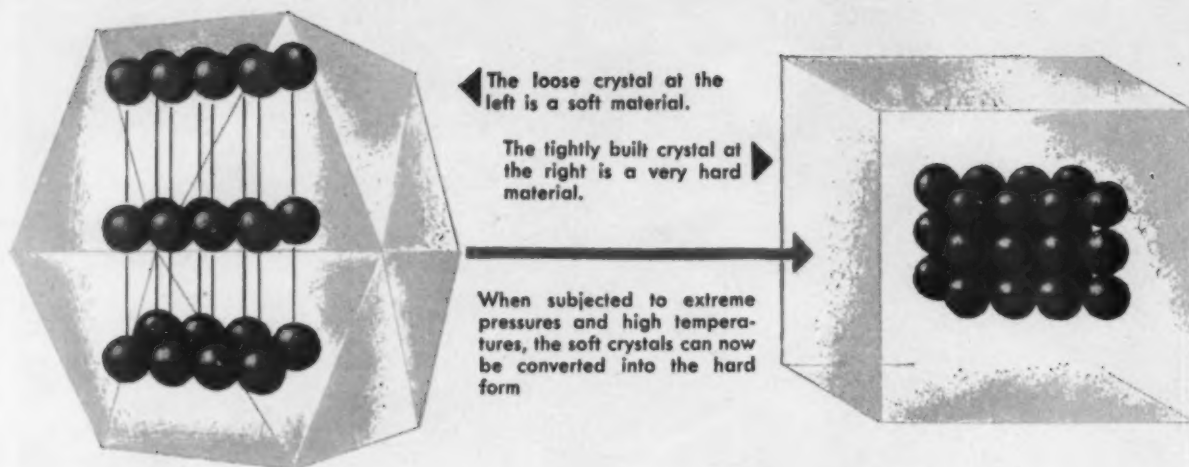 The loose crystal at the
left is a soft material.
The tightly built crystal at
the right is a very hard
material.
When subjected to extreme
pressures and high tempera-
tures, the soft crystals can now
be converted into the hard
form